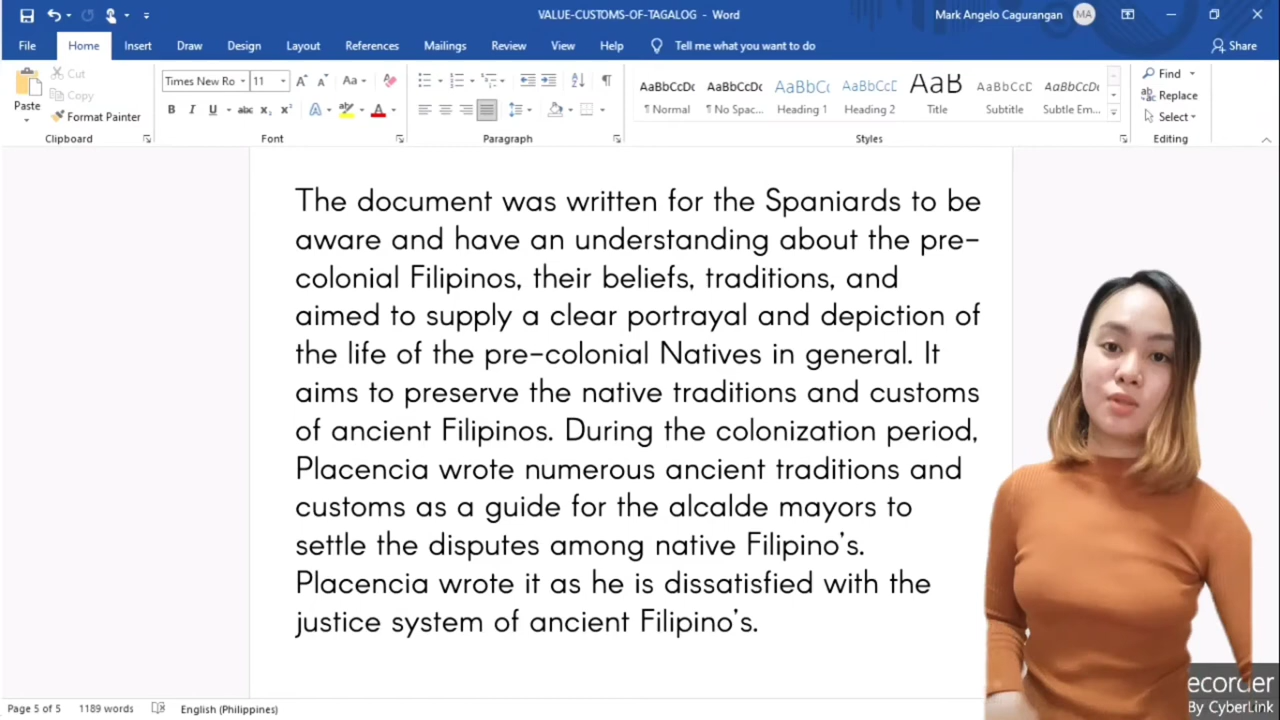 VALUE-CUSTOMS-OF-TAGALOG - Word
Mark Angelo Cagurangan MA
File Home Insert Draw Design Layout References Mailings Review View Help Tell me what you want to do Share
Cut
Copy
Paste
Format Painter
Clipboard
Times New Ro 11
Font
Paragraph
AaBbCcDc AaBbCcDc AaBbC AaBbCcC AaB AaBbCcD AaBbCcDc
¶ Normal ¶ No Spac... Heading 1 Heading 2 Title Subtitle Subtle Em...
Styles
Find
Replace
Select
Editing
The document was written for the Spaniards to be
aware and have an understanding about the pre-
colonial Filipinos, their beliefs, traditions, and
aimed to supply a clear portrayal and depiction of
the life of the pre-colonial Natives in general. It
aims to preserve the native traditions and customs
of ancient Filipinos. During the colonization period,
Placencia wrote numerous ancient traditions and
customs as a guide for the alcalde mayors to
settle the disputes among native Filipino's.
Placencia wrote it as he is dissatisfied with the
justice system of ancient Filipino's.
ecorder
By CyberLink
Page 5 of 5 1189 words English (Philippines)